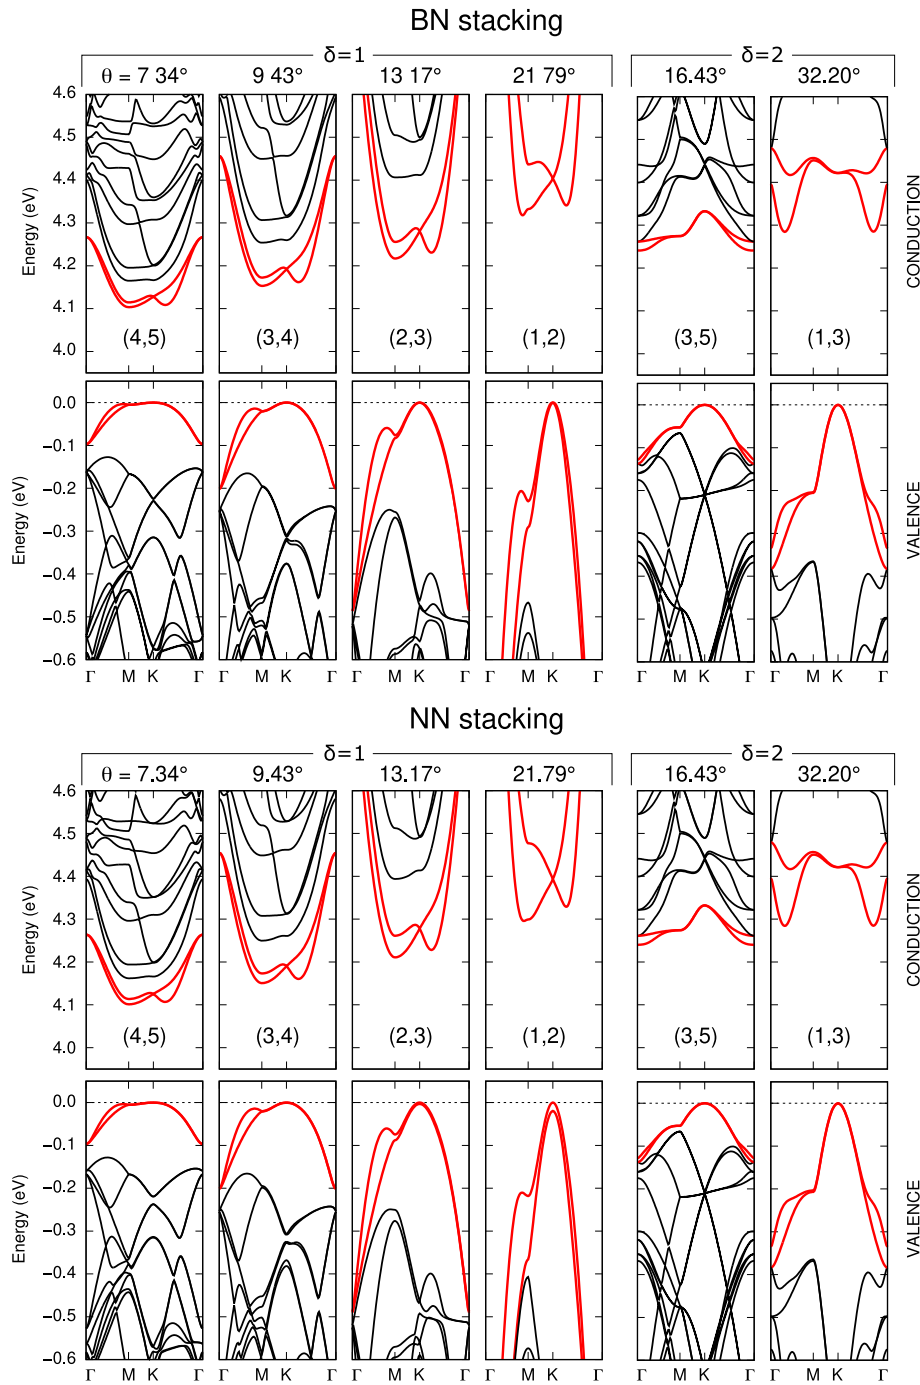 BN stacking
δ=1
δ=2
θ = 7 34°
9 43°
13 17°
21 79°
16.43°
32.20°
4.6
4.5
4.4
4.3
4.2
4.1
4.0
Energy (eV)
(4,5)
(3,4)
(2,3)
(1,2)
(3,5)
(1,3)
CONDUCTION
0.0
−0.1
−0.2
−0.3
−0.4
−0.5
−0.6
Energy (eV)
VALENCE
Γ M K Γ
Γ M K Γ
Γ M K Γ
Γ M K Γ
Γ M K Γ
Γ M K Γ
NN stacking
δ=1
δ=2
θ = 7.34°
9.43°
13.17°
21.79°
16.43°
32.20°
4.6
4.5
4.4
4.3
4.2
4.1
4.0
Energy (eV)
(4,5)
(3,4)
(2,3)
(1,2)
(3,5)
(1,3)
CONDUCTION
0.0
−0.1
−0.2
−0.3
−0.4
−0.5
−0.6
Energy (eV)
VALENCE
Γ M K Γ
Γ M K Γ
Γ M K Γ
Γ M K Γ
Γ M K Γ
Γ M K Γ